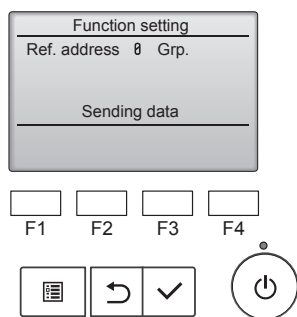 Function setting
Ref. address 0 Grp.
Sending data
F1 F2 F3 F4